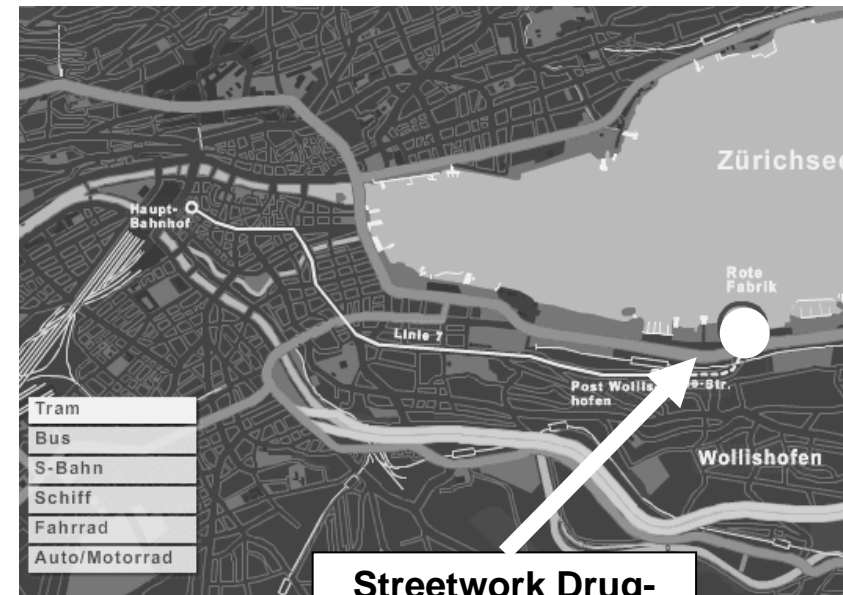 Zürichsee
Haupt-
Bahnhof
Rote
Fabrik
Linie 7
Post Wollis
hofen
-Str.
Wollishofen
Tram
Bus
S-Bahn
Schiff
Fahrrad
Auto/Motorrad
Streetwork Drug-